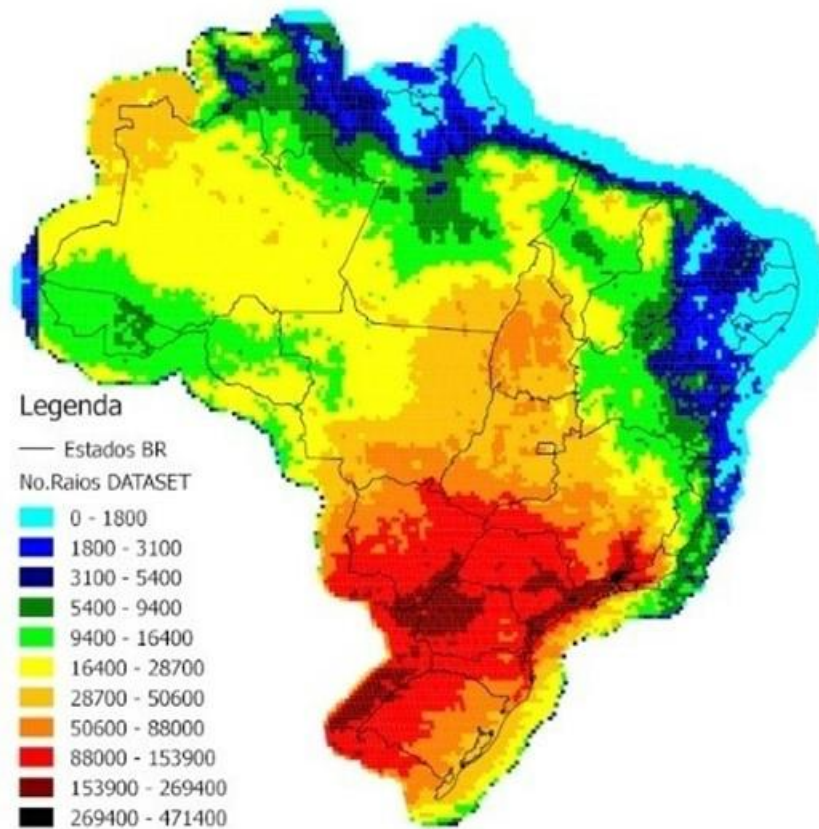 Legenda
Estados BR
No.Raios DATASET
0 - 1800
1800 - 3100
3100 - 5400
5400 - 9400
9400 - 16400
16400 - 28700
28700 - 50600
50600 - 88000
88000 - 153900
153900 - 269400
269400 - 471400